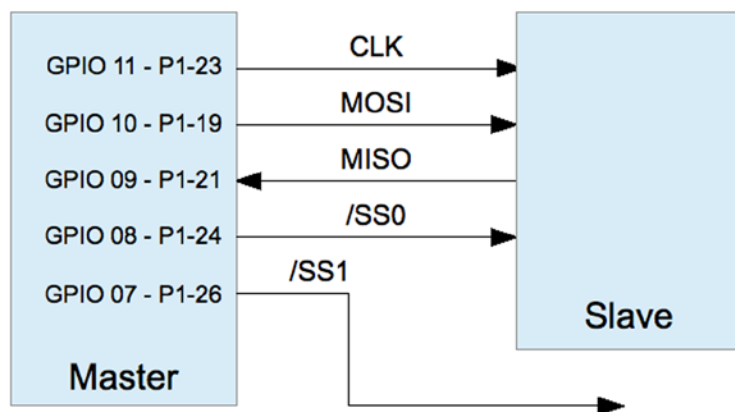 GPIO 11 - P1-23
CLK
GPIO 10 - P1-19
MOSI
GPIO 09 - P1-21
MISO
GPIO 08 - P1-24
/SS0
GPIO 07 - P1-26
/SS1
Master
Slave